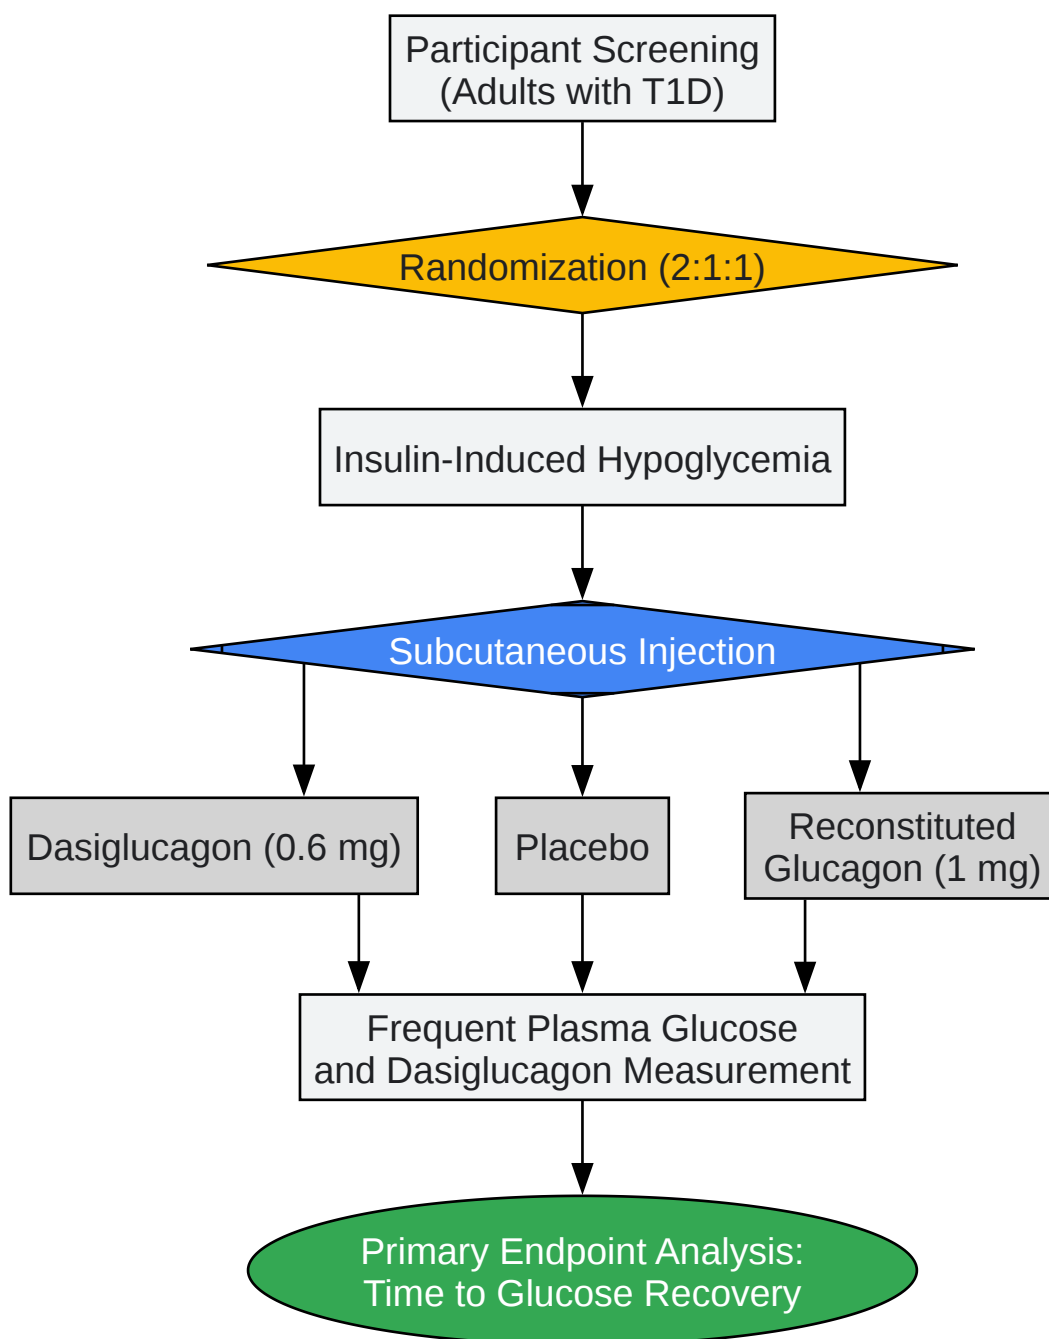 Participant Screening
(Adults with T1D)
Randomization (2:1:1)
Insulin-Induced Hypoglycemia
Subcutaneous Injection
Dasiglucagon (0.6 mg)
Placebo
Reconstituted
Glucagon (1 mg)
Frequent Plasma Glucose
and Dasiglucagon Measurement
Primary Endpoint Analysis:
Time to Glucose Recovery